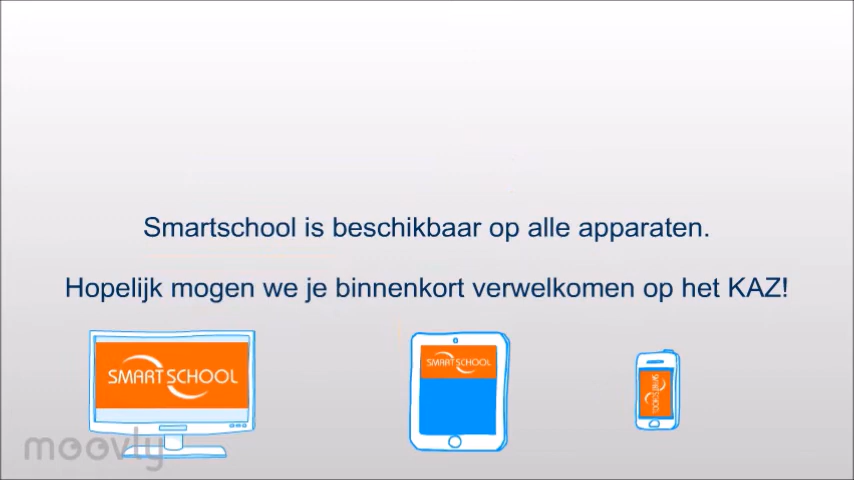 Smartschool is beschikbaar op alle apparaten.
Hopelijk mogen we je binnenkort verwelkomen op het KAZ!
SMARTSCHOOL
SMARTSCHOOL
SMARTSCHOOL
moovly